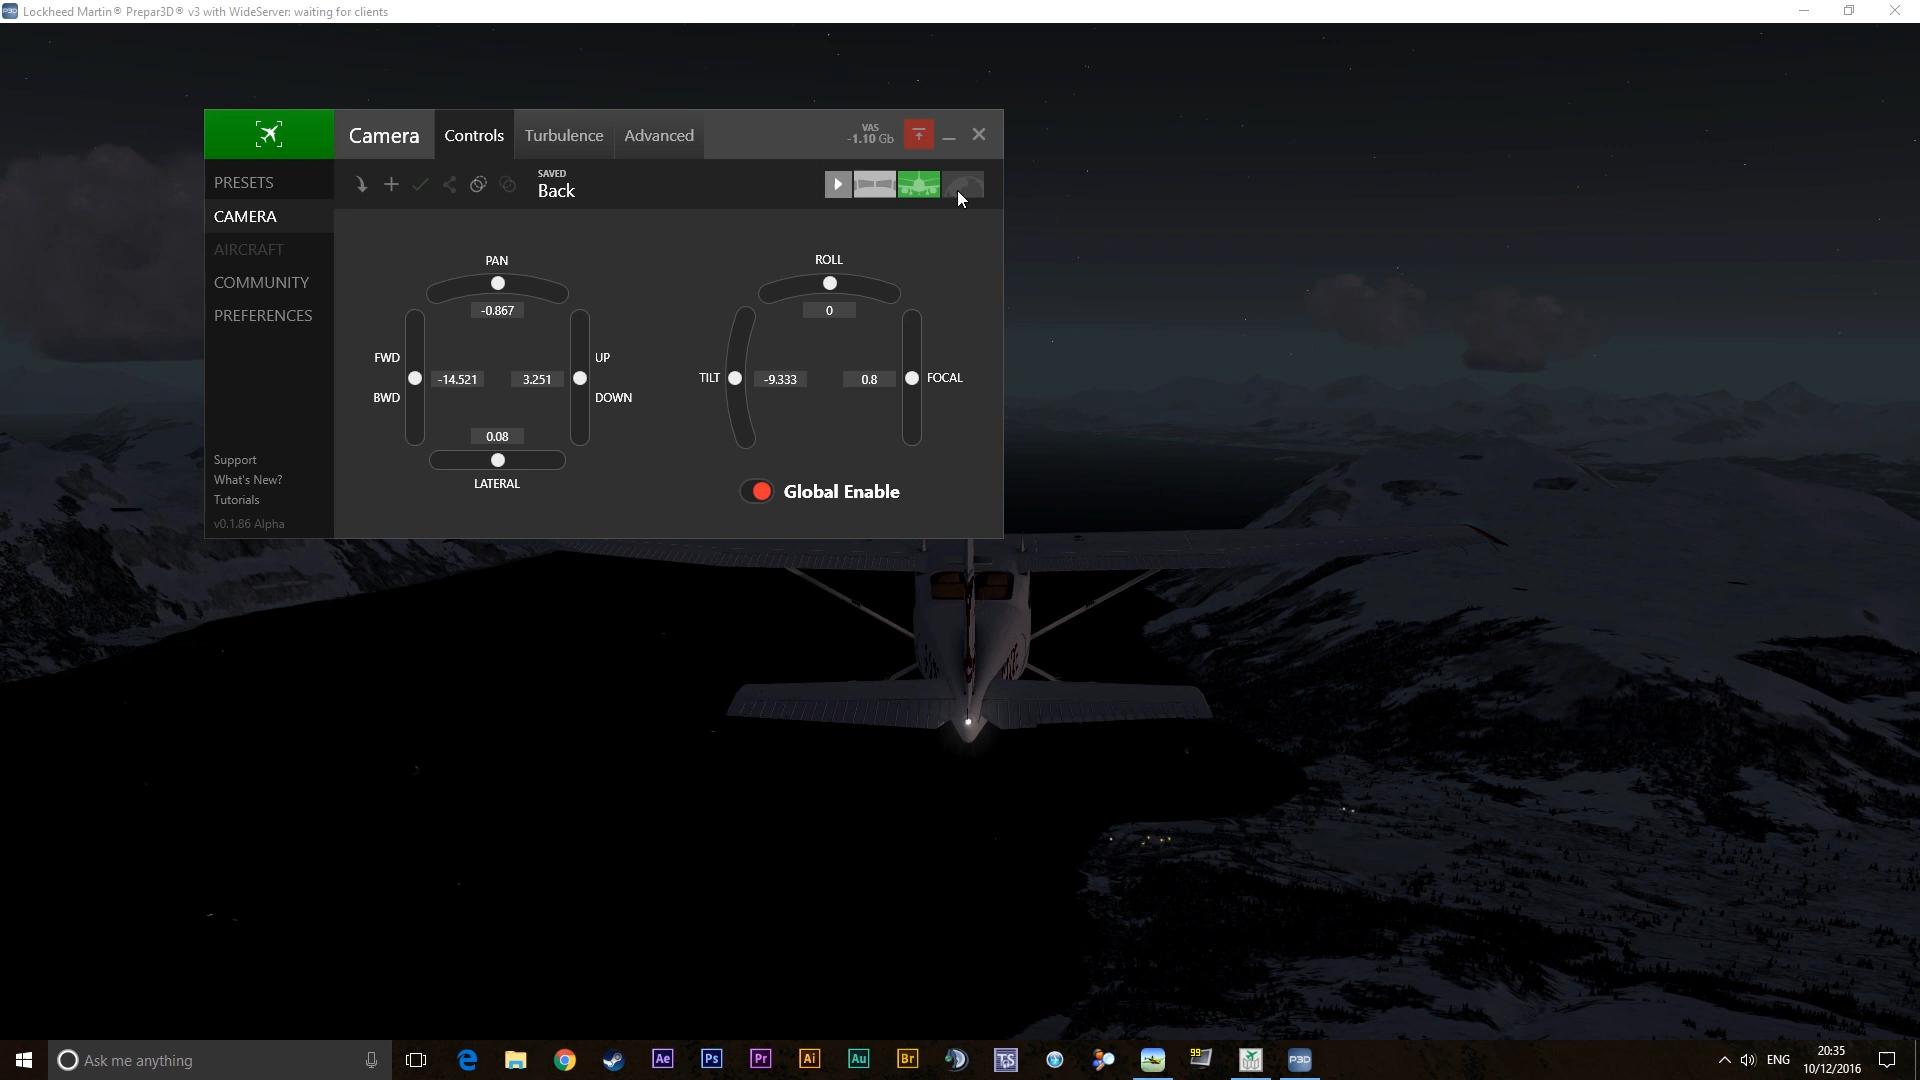 Lockheed Martin® Prepar3D® v3 with WideServer: waiting for clients
Camera
Controls
Turbulence
Advanced
VAS
-1.10 Gb
PRESETS
CAMERA
AIRCRAFT
COMMUNITY
PREFERENCES
SAVED
Back
PAN
-0.867
FWD
BWD
-14.521
3.251
UP
DOWN
0.08
LATERAL
ROLL
0
TILT
-9.333
0.8
FOCAL
Global Enable
Support
What's New?
Tutorials
v0.1.86 Alpha
Ask me anything
Ae
Ps
Pr
Ai
Au
Br
TS
99
P3D
ENG
20:35
10/12/2016